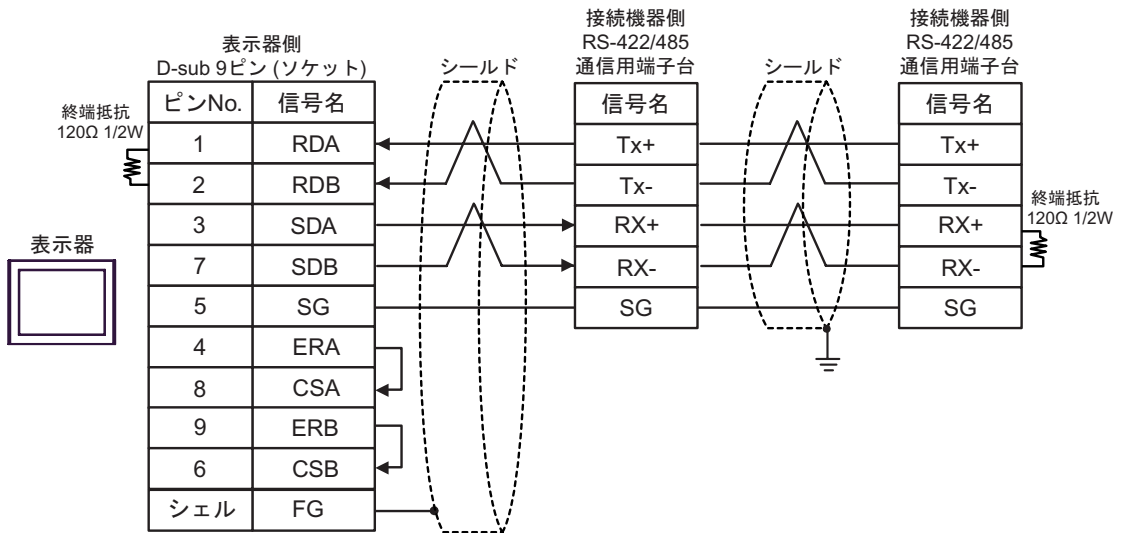 表示器側
D-sub 9ピン (ソケット)
シールド
接続機器側
RS-422/485
通信用端子台
シールド
接続機器側
RS-422/485
通信用端子台
終端抵抗
120Ω 1/2W
ピンNo. 信号名
1 RDA
2 RDB
3 SDA
7 SDB
5 SG
4 ERA
8 CSA
9 ERB
6 CSB
シェル FG
表示器
信号名
Tx+
Tx-
RX+
RX-
SG
信号名
Tx+
Tx-
RX+
RX-
SG
終端抵抗
120Ω 1/2W